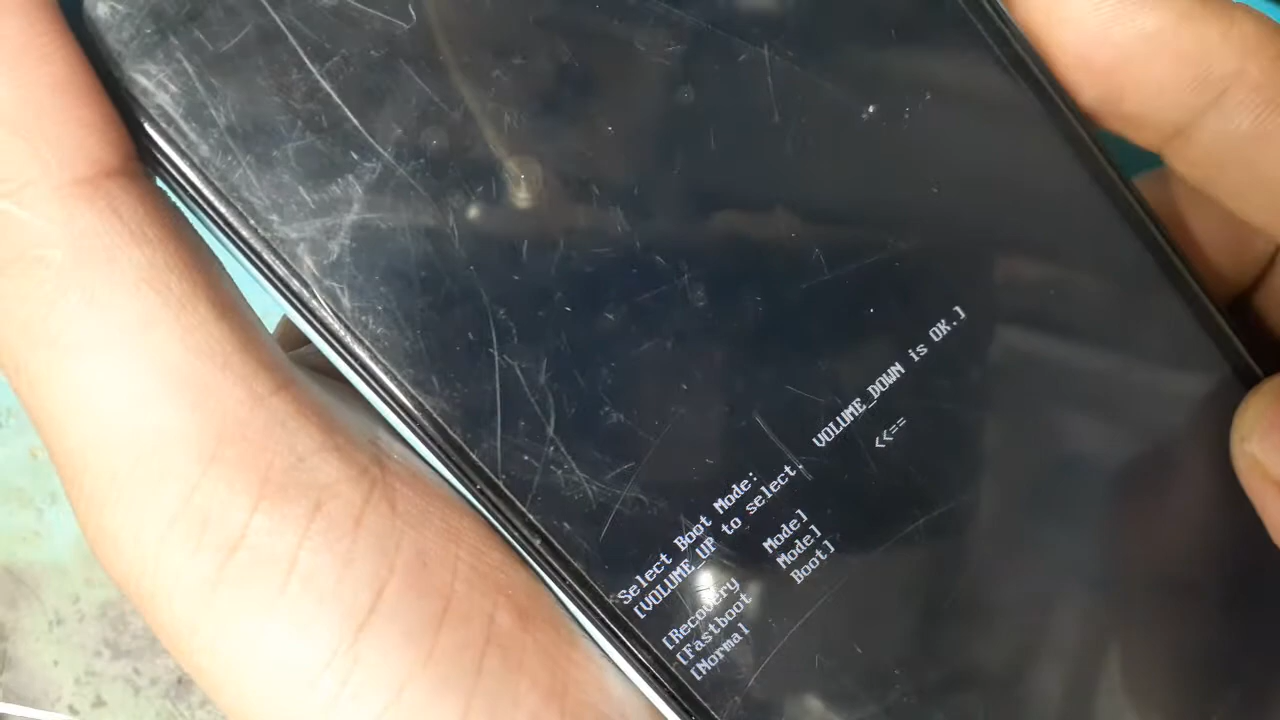 Select Boot Mode:
[VOLUME_UP to select. VOLUME_DOWN is OK.]
[Recovery Mode] <<==
[Fastboot Mode]
[Normal Boot]